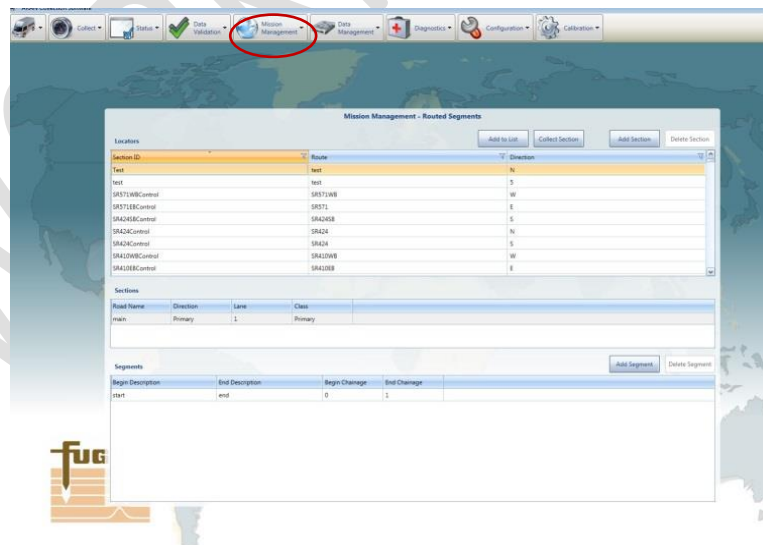 Collect
Status
Data Validation
Mission Management
Data Management
Diagnostics
Configuration
Calibration
Mission Management - Routed Segments
Locators
Add to List
Collect Section
Add Section
Delete Section
Section ID Route Direction
Test test N
test test S
SR571WBControl SR571WB W
SR571EBControl SR571 E
SR424SBControl SR424SB S
SR424Control SR424 N
SR424Control SR424 S
SR410WBControl SR410WB W
SR410EBControl SR410EB E
Sections
Road Name Direction Lane Class
main Primary 1 Primary
Segments
Add Segment
Delete Segment
Begin Description End Description Begin Chainage End Chainage
start end 0 1
FUG